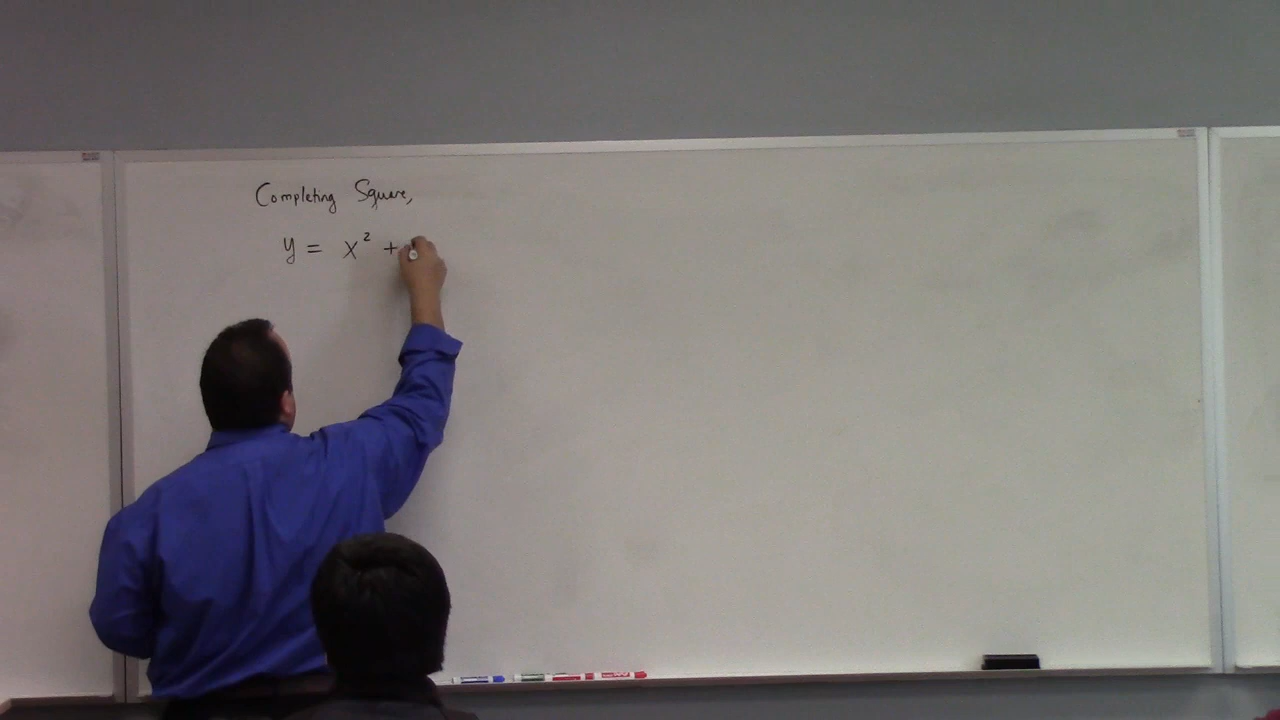 Completing Square,
y = x² +